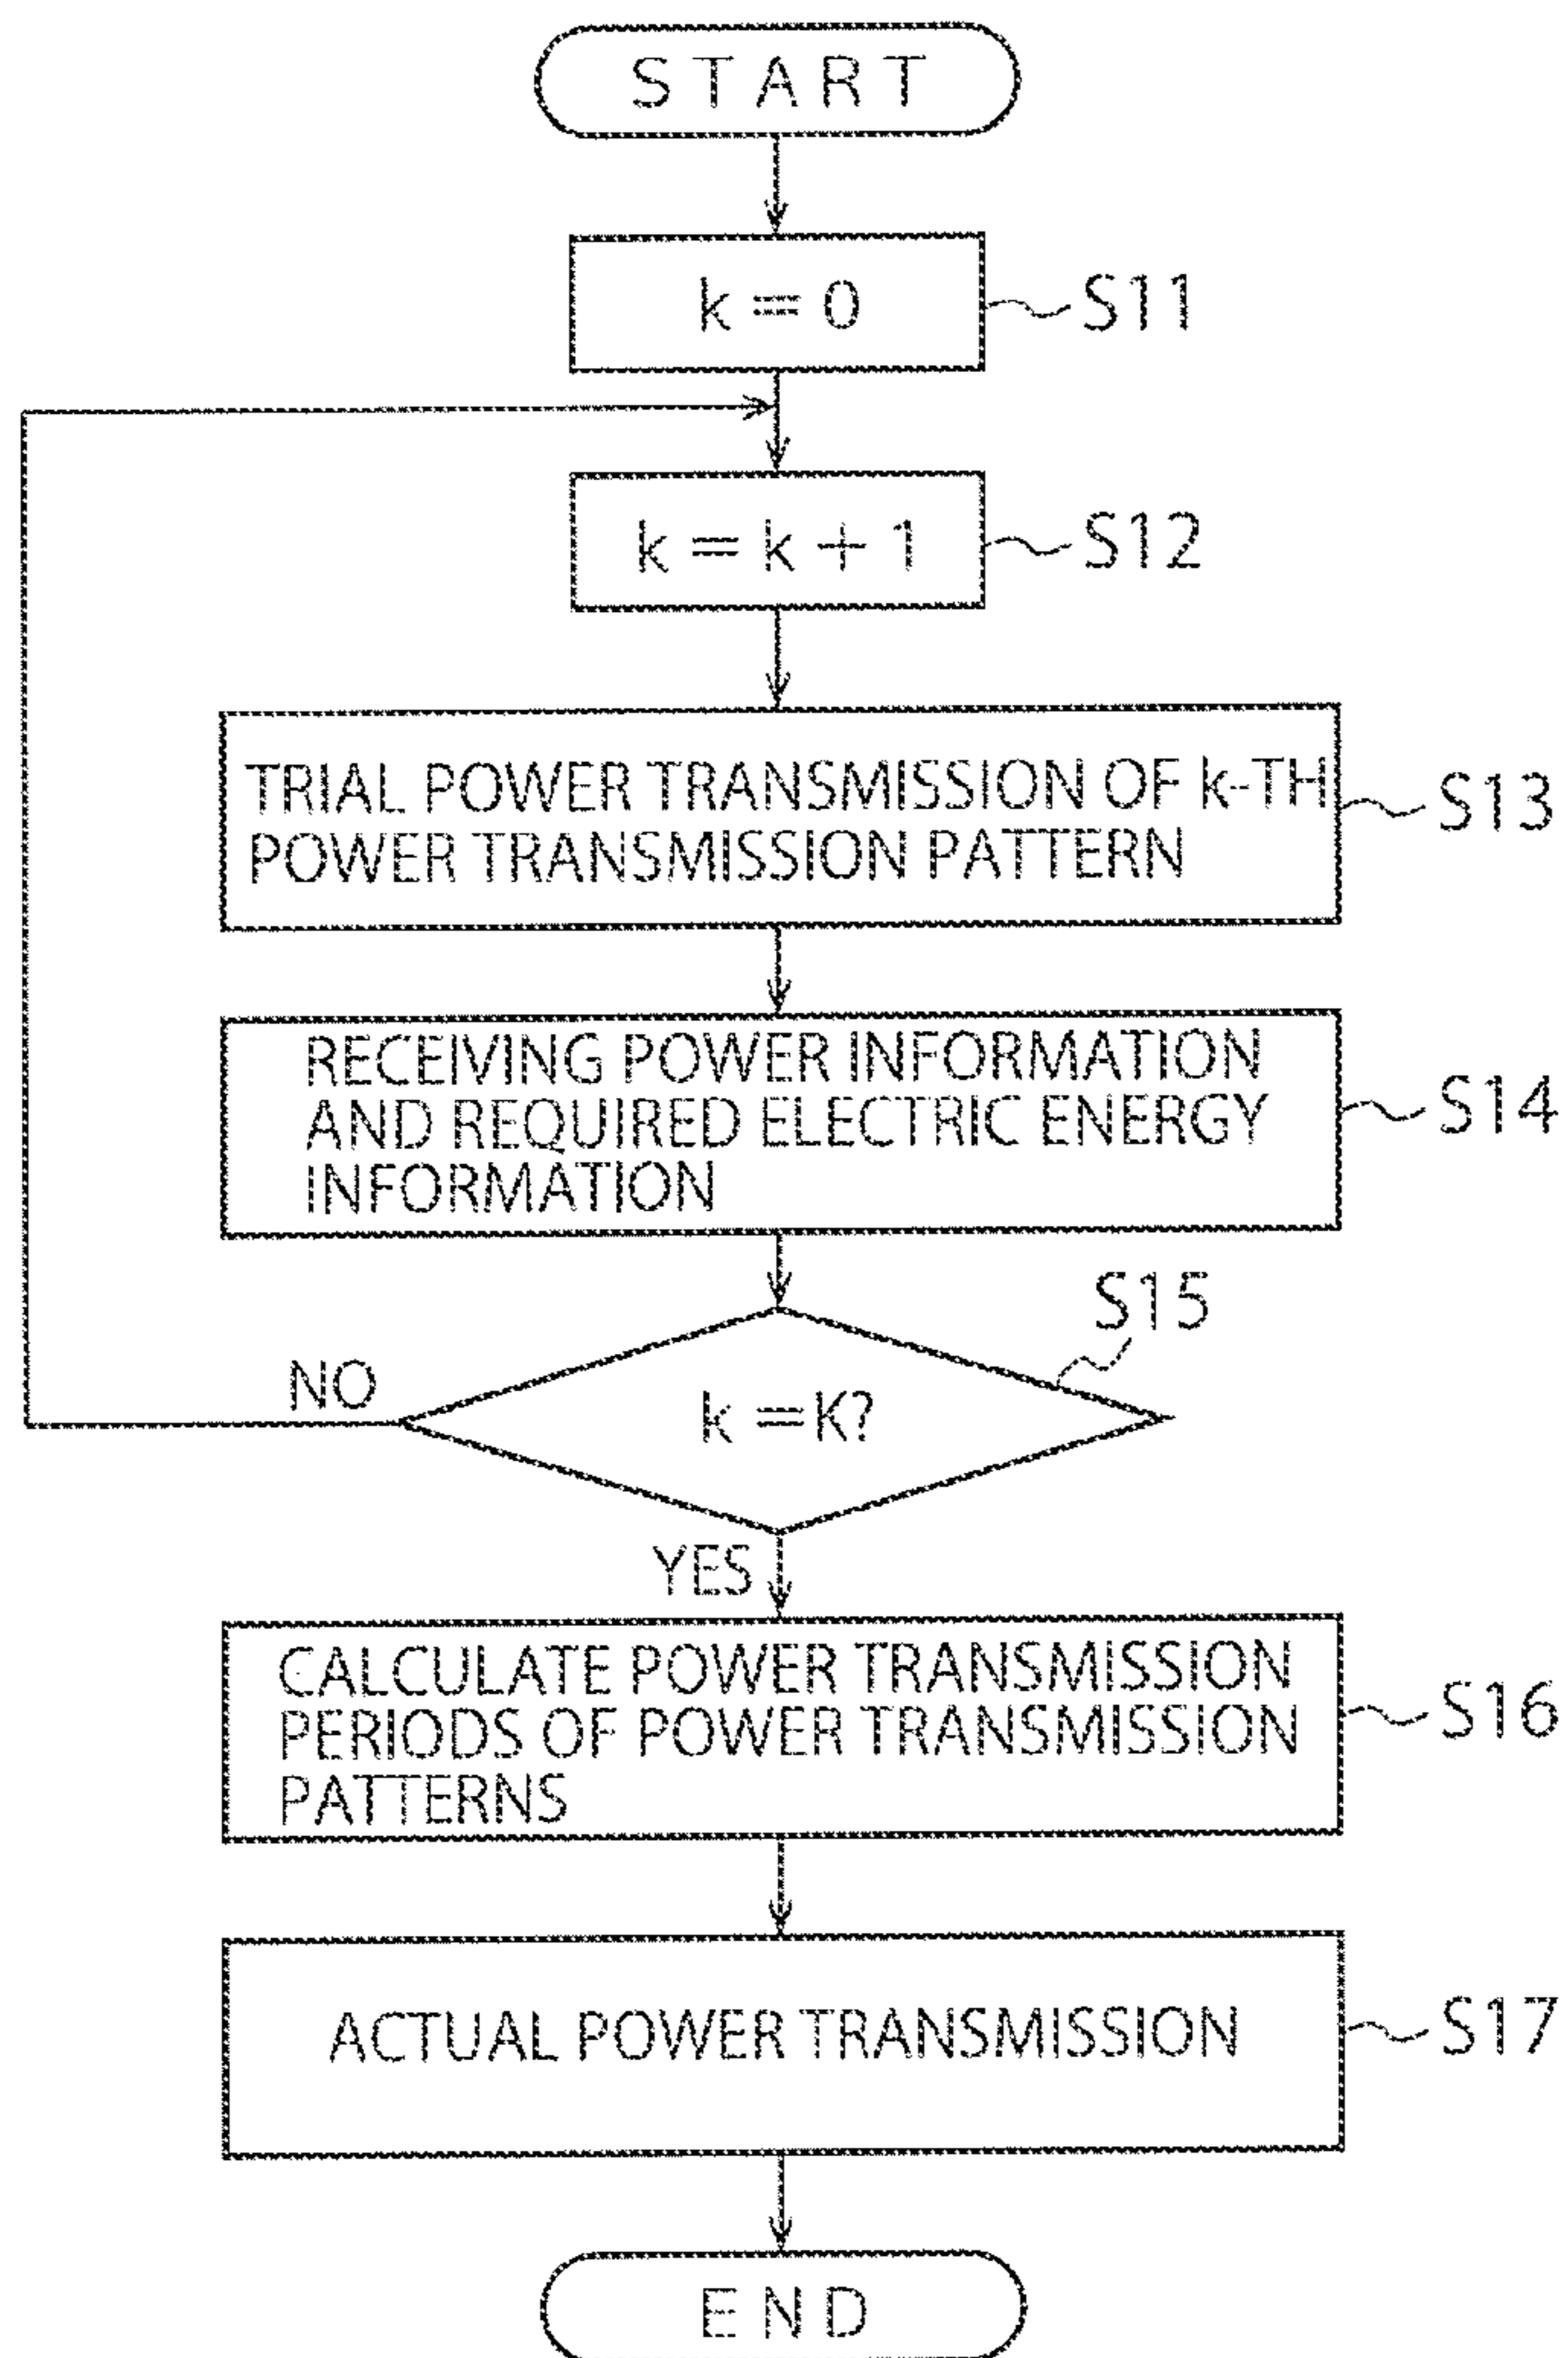 START
k = 0
S11
k = k + 1
S12
TRIAL POWER TRANSMISSION OF k-TH
POWER TRANSMISSION PATTERN
S13
RECEIVING POWER INFORMATION
AND REQUIRED ELECTRIC ENERGY
INFORMATION
S14
S15
NO
k = K?
YES
CALCULATE POWER TRANSMISSION
PERIODS OF POWER TRANSMISSION
PATTERNS
S16
ACTUAL POWER TRANSMISSION
S17
END